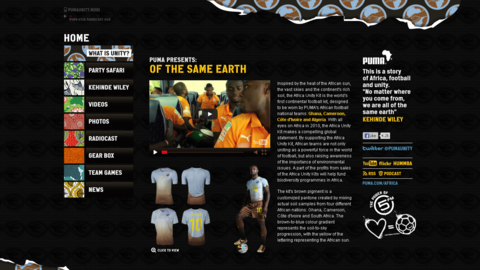 HOME
WHAT IS UNITY?
PARTY SAFARI
KEHINDE WILEY
VIDEOS
PHOTOS
RADIOCAST
GEAR BOX
TEAM GAMES
NEWS
PUMA PRESENTS:
OF THE SAME EARTH
Inspired by the heat of the African sun,
the vast skies and the continent's rich
soil, the Africa Unity Kit is the world's
first continental football kit, designed
to be worn by PUMA's African football
national teams: Ghana, Cameroon,
Côte d'Ivoire and Algeria. With all
eyes on Africa in 2010, the Africa Unity
Kit makes a compelling global
statement. By supporting the Africa
Unity Kit, African teams are not only
uniting as a powerful force in the world
of football, but also raising awareness
of the importance of environmental
issues. A part of the profits from sales
of the Africa Unity Kits will help fund
biodiversity programmes in Africa.
The kit's brown pigment is a
customized pantone created by mixing
actual soil samples from four different
African nations: Ghana, Cameroon,
Côte d'Ivoire and South Africa. The
brown-to-blue colour gradient
represents the soil-to-sky
progression, with the yellow of the
lettering representing the African sun.
10
CLICK TO VIEW
PUMA
This is a story
of Africa, football
and unity.
"No matter where
you come from,
we are all of the
same earth"
KEHINDE WILEY
Like
twitter @PUMAUNITY
YouTube flickr HUMMBA
RSS PODCAST
PUMA.COM/AFRICA